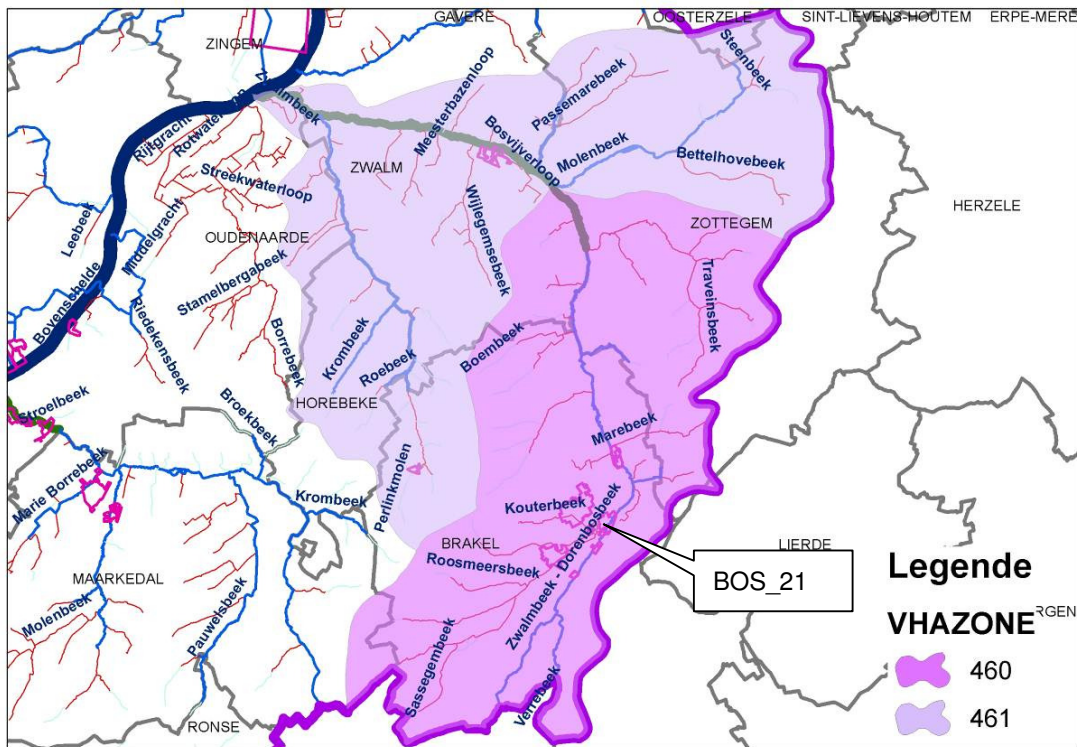 GAVERE
OOSTERZELE
SINT-LIEVENS-HOUTEM
ERPE-MERE
ZINGEM
Steenbeek
Meesterbazenloop
Passemarebeek
Rijtgracht
Bosvijverloop
Molenbeek
Bettelhovebeek
ZWALM
Streekwaterloop
Wijlegemsebeek
HERZELE
ZOTTEGEM
Leebeek
Middelgracht
OUDENAARDE
Stamelbergabeek
Traveinsbeek
Bovenschelde
Riedekensbeek
Borrebeek
Krombeek
Roebeek
Boembeek
HOREBEKE
Stroelbeek
Broekbeek
Marebeek
Marie Borrebeek
Krombeek
Perlinkmolen
Kouterbeek
BRAKEL
Roosmeersbeek
Zwalmbeek - Dorenbosbeek
LIERDE
BOS_21
MAARKEDAL
Molenbeek
Pauwelsbeek
Sassegembeek
Verrebeek
RONSE
Legende
VHAZONE
RGEN
460
461